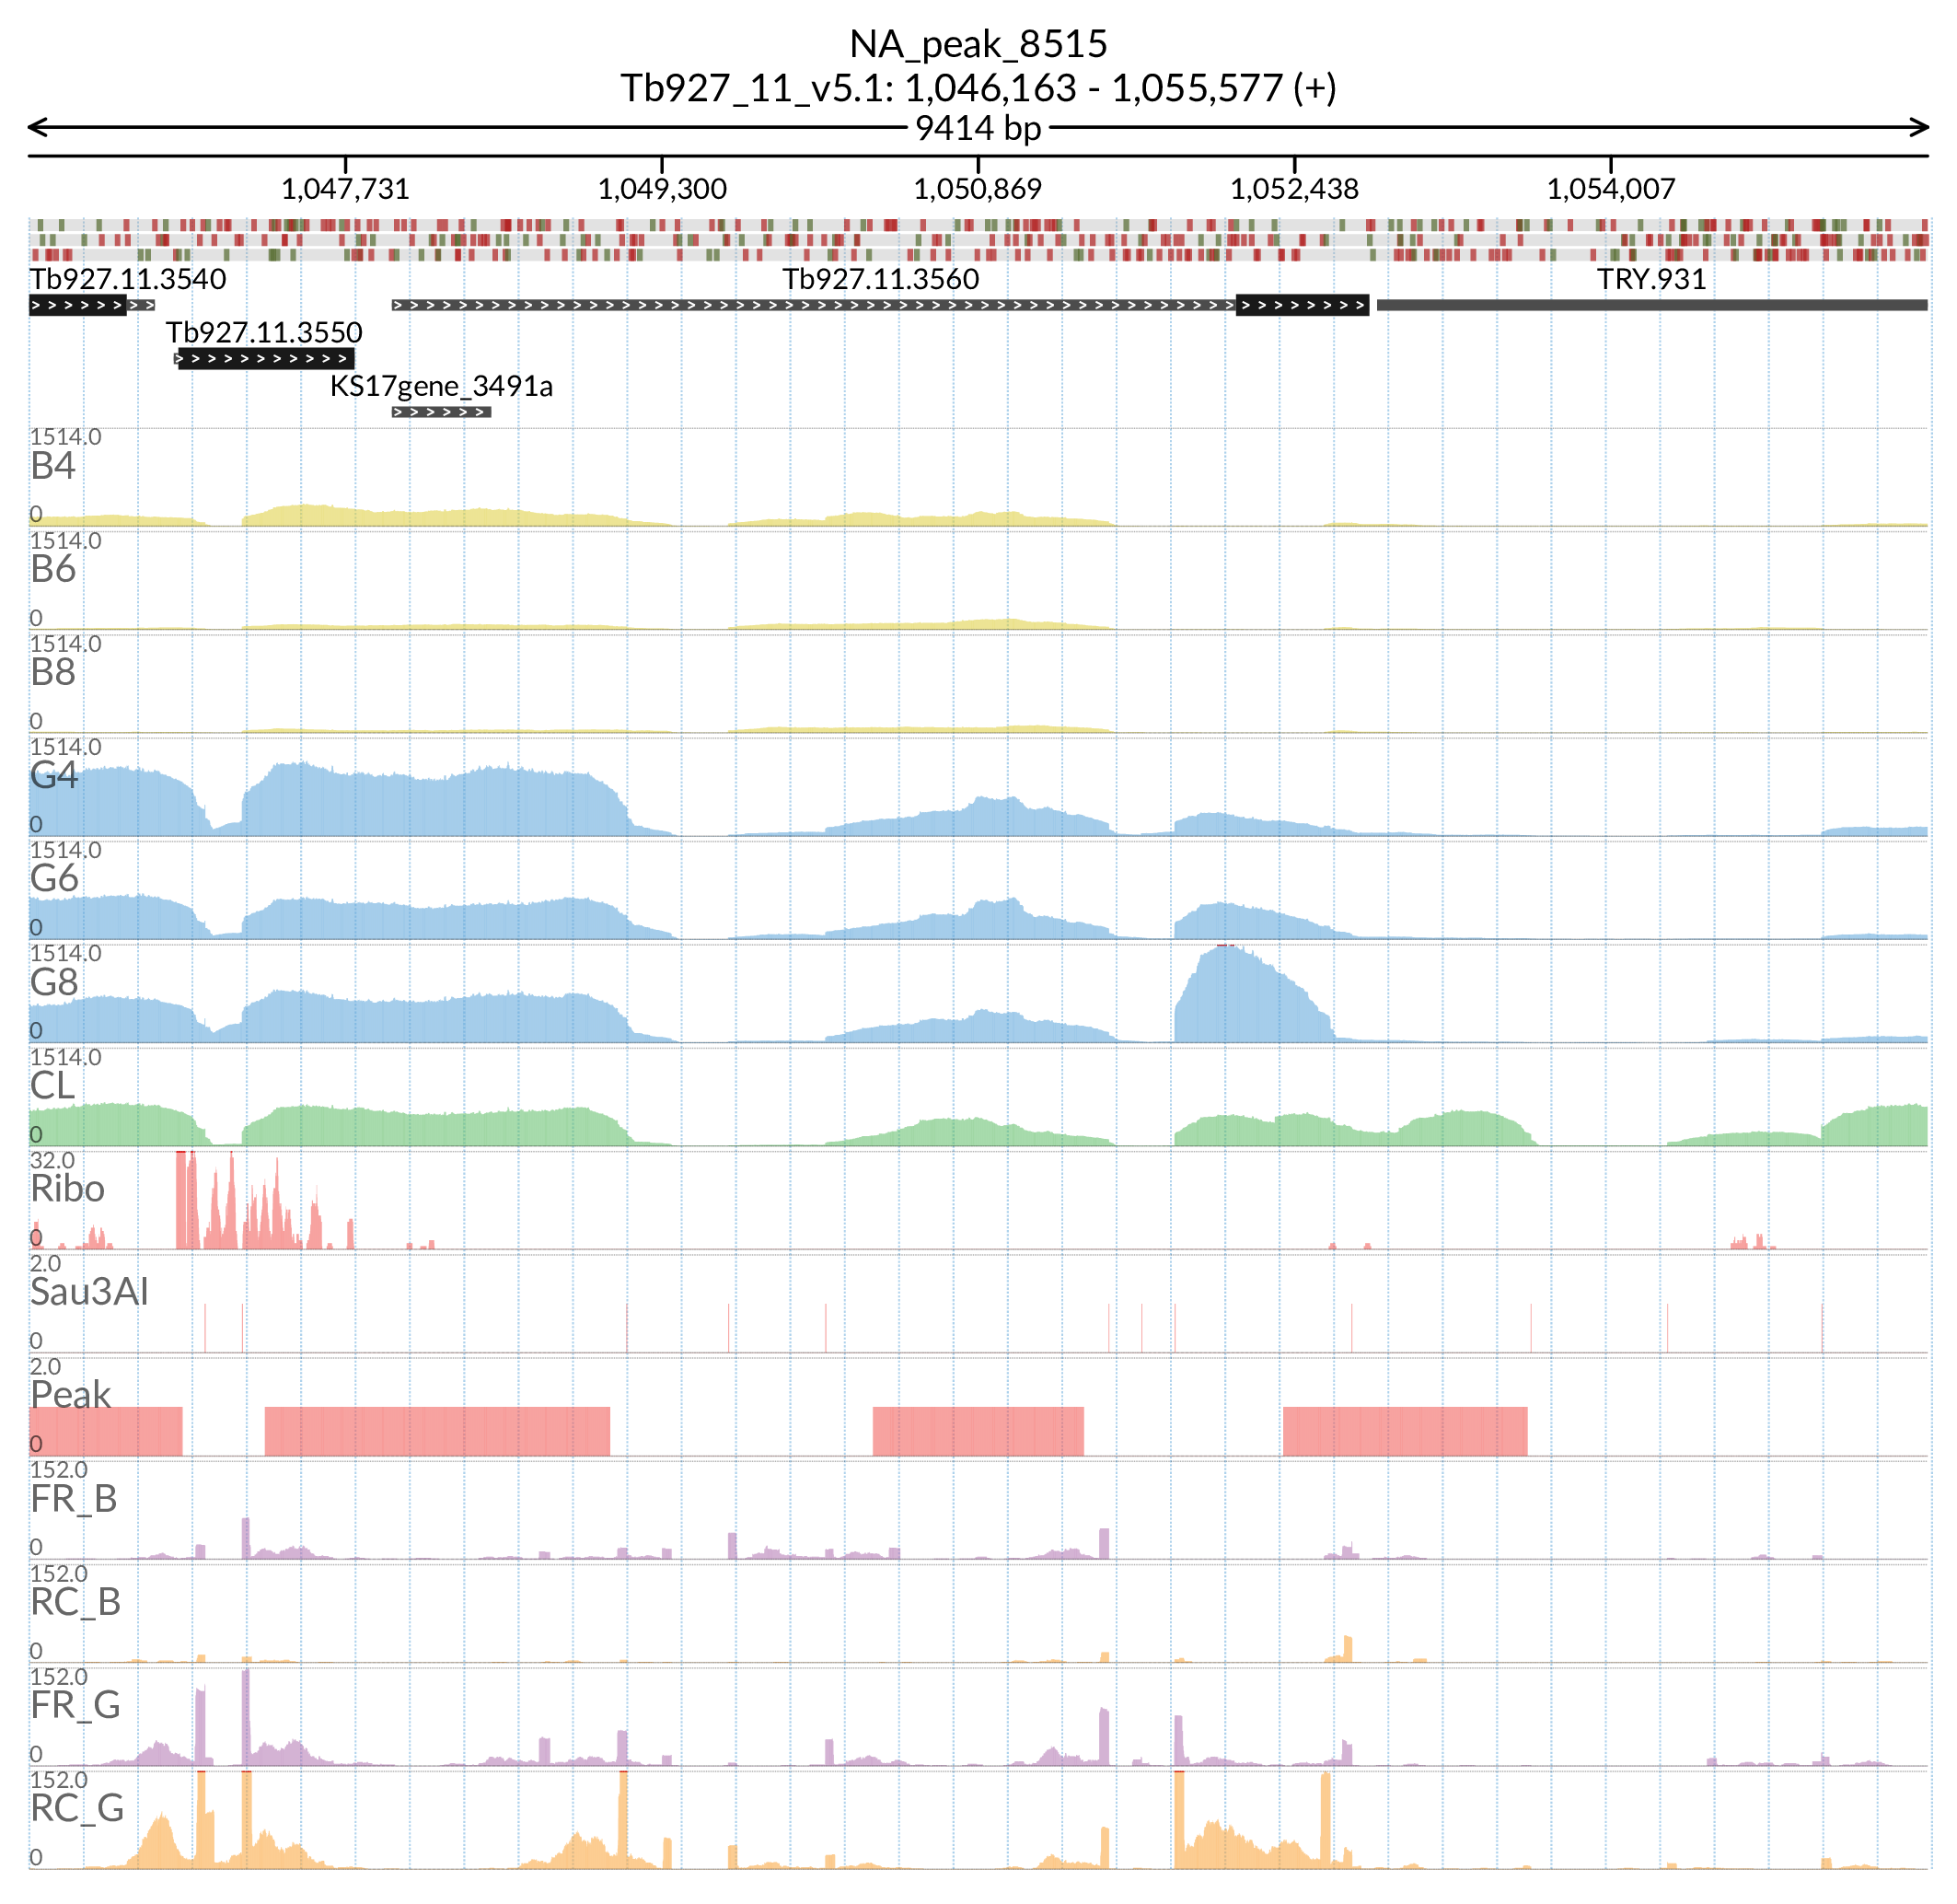 NA_peak_8515
Tb927_11_v5.1: 1,046,163 - 1,055,577 (+)
9414 bp
1,047,731 1,049,300 1,050,869 1,052,438 1,054,007
Tb927.11.3540 Tb927.11.3560 TRY.931
Tb927.11.3550
KS17gene_3491a
1514.0
B4
0
1514.0
B6
0
1514.0
B8
0
1514.0
G4
0
1514.0
G6
0
1514.0
G8
0
1514.0
CL
0
32.0
Ribo
0
2.0
Sau3AI
0
2.0
Peak
0
152.0
FR_B
0
152.0
RC_B
0
152.0
FR_G
0
152.0
RC_G
0